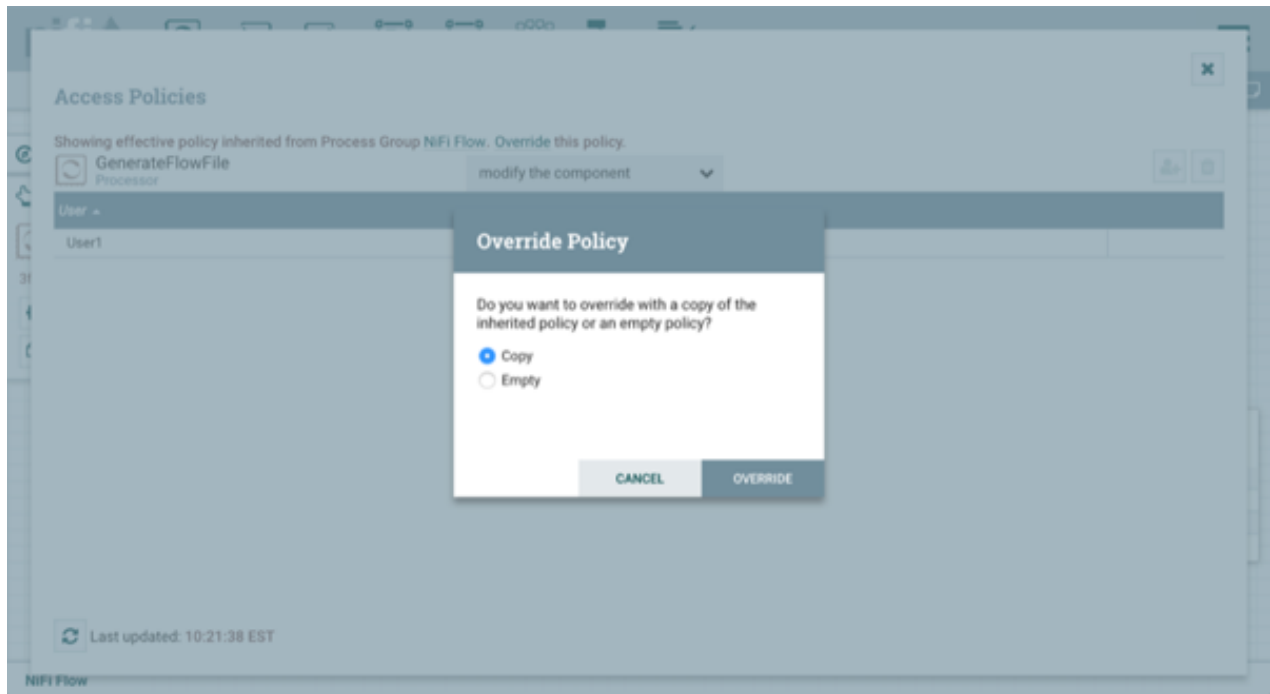 Access Policies
Showing effective policy inherited from Process Group NiFi Flow. Override this policy.
GenerateFlowFile
Processor
modify the component
User
User1
Override Policy
Do you want to override with a copy of the
inherited policy or an empty policy?
Copy
Empty
CANCEL
OVERRIDE
Last updated: 10:21:38 EST
NiFi Flow